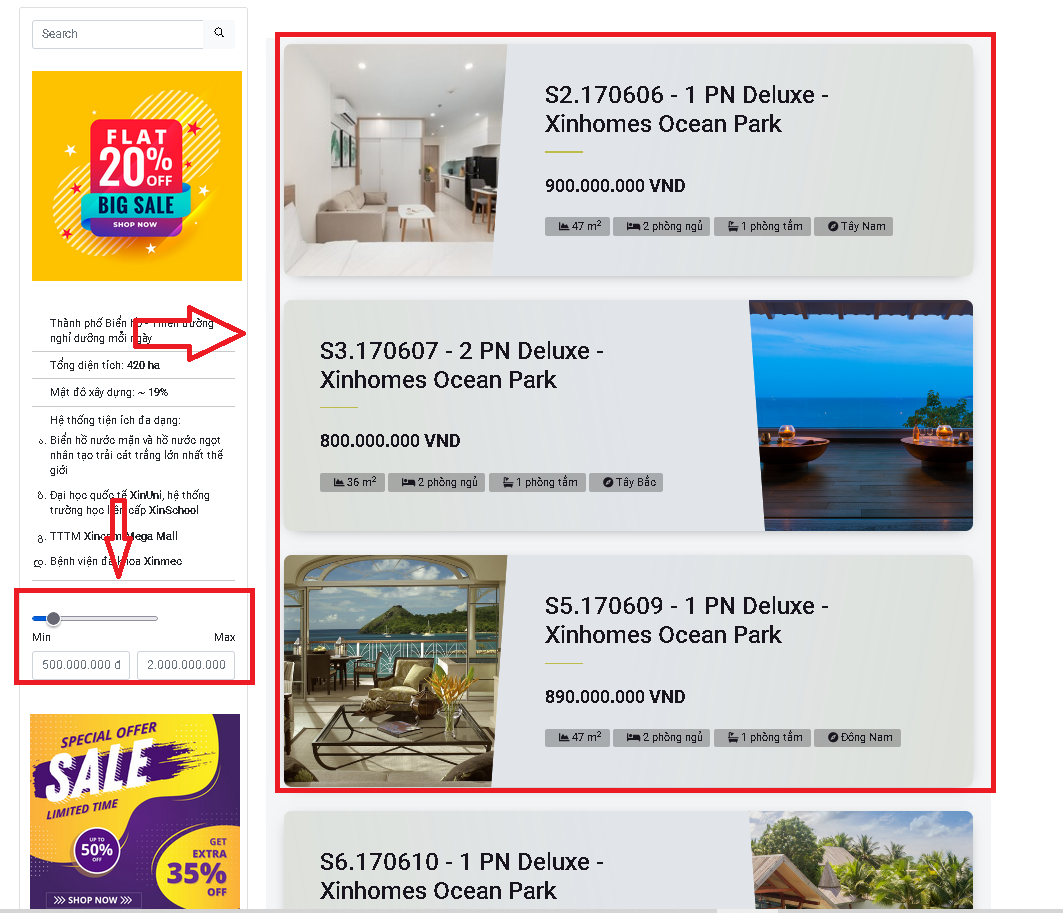 Search
FLAT
20%
OFF
BIG SALE
SHOP NOW
Thành phố Biển hồ - Thiên đường
nghỉ dưỡng mỗi ngày
Tổng diện tích: 420 ha
Mật độ xây dựng: ~ 19%
Hệ thống tiện ích đa dạng:
Biển hồ nước mặn và hồ nước ngọt
nhân tạo trải cát trắng lớn nhất thế
giới
Đại học quốc tế XinUni, hệ thống
trường học liên cấp XinSchool
TTTM Xincom Mega Mall
Bệnh viện đa khoa Xinmec
Min Max
500.000.000 đ 2.000.000.000
SPECIAL OFFER
SALE
LIMITED TIME
UP TO
50%
OFF
GET
EXTRA
35%
OFF
>>> SHOP NOW >>>
S2.170606 - 1 PN Deluxe -
Xinhomes Ocean Park
900.000.000 VND
47 m² 2 phòng ngủ 1 phòng tắm Tây Nam
S3.170607 - 2 PN Deluxe -
Xinhomes Ocean Park
800.000.000 VND
36 m² 2 phòng ngủ 1 phòng tắm Tây Bắc
S5.170609 - 1 PN Deluxe -
Xinhomes Ocean Park
890.000.000 VND
47 m² 2 phòng ngủ 1 phòng tắm Đông Nam
S6.170610 - 1 PN Deluxe -
Xinhomes Ocean Park